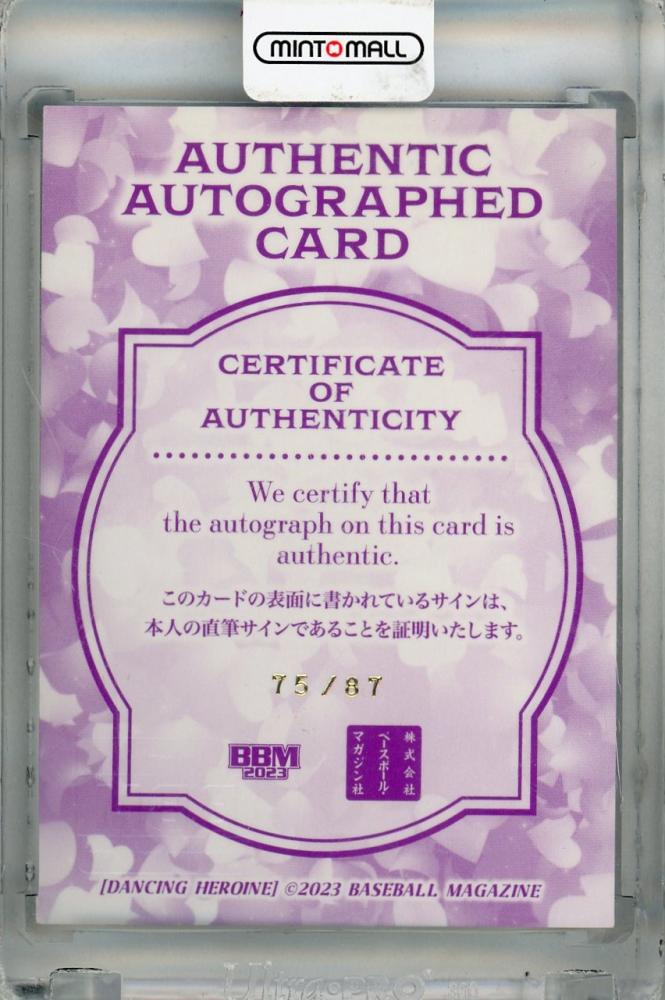 MINTMALL
AUTHENTIC
AUTOGRAPHED
CARD
CERTIFICATE
OF
AUTHENTICITY
We certify that
the autograph on this card is
authentic.
このカードの表面に書かれているサインは、
本人の直筆サインであることを証明いたします。
75/87
BBM
2023
株式会社
ベースボール・
マガジン社
[DANCING HEROINE] ©2023 BASEBALL MAGAZINE
Ultra•PRO